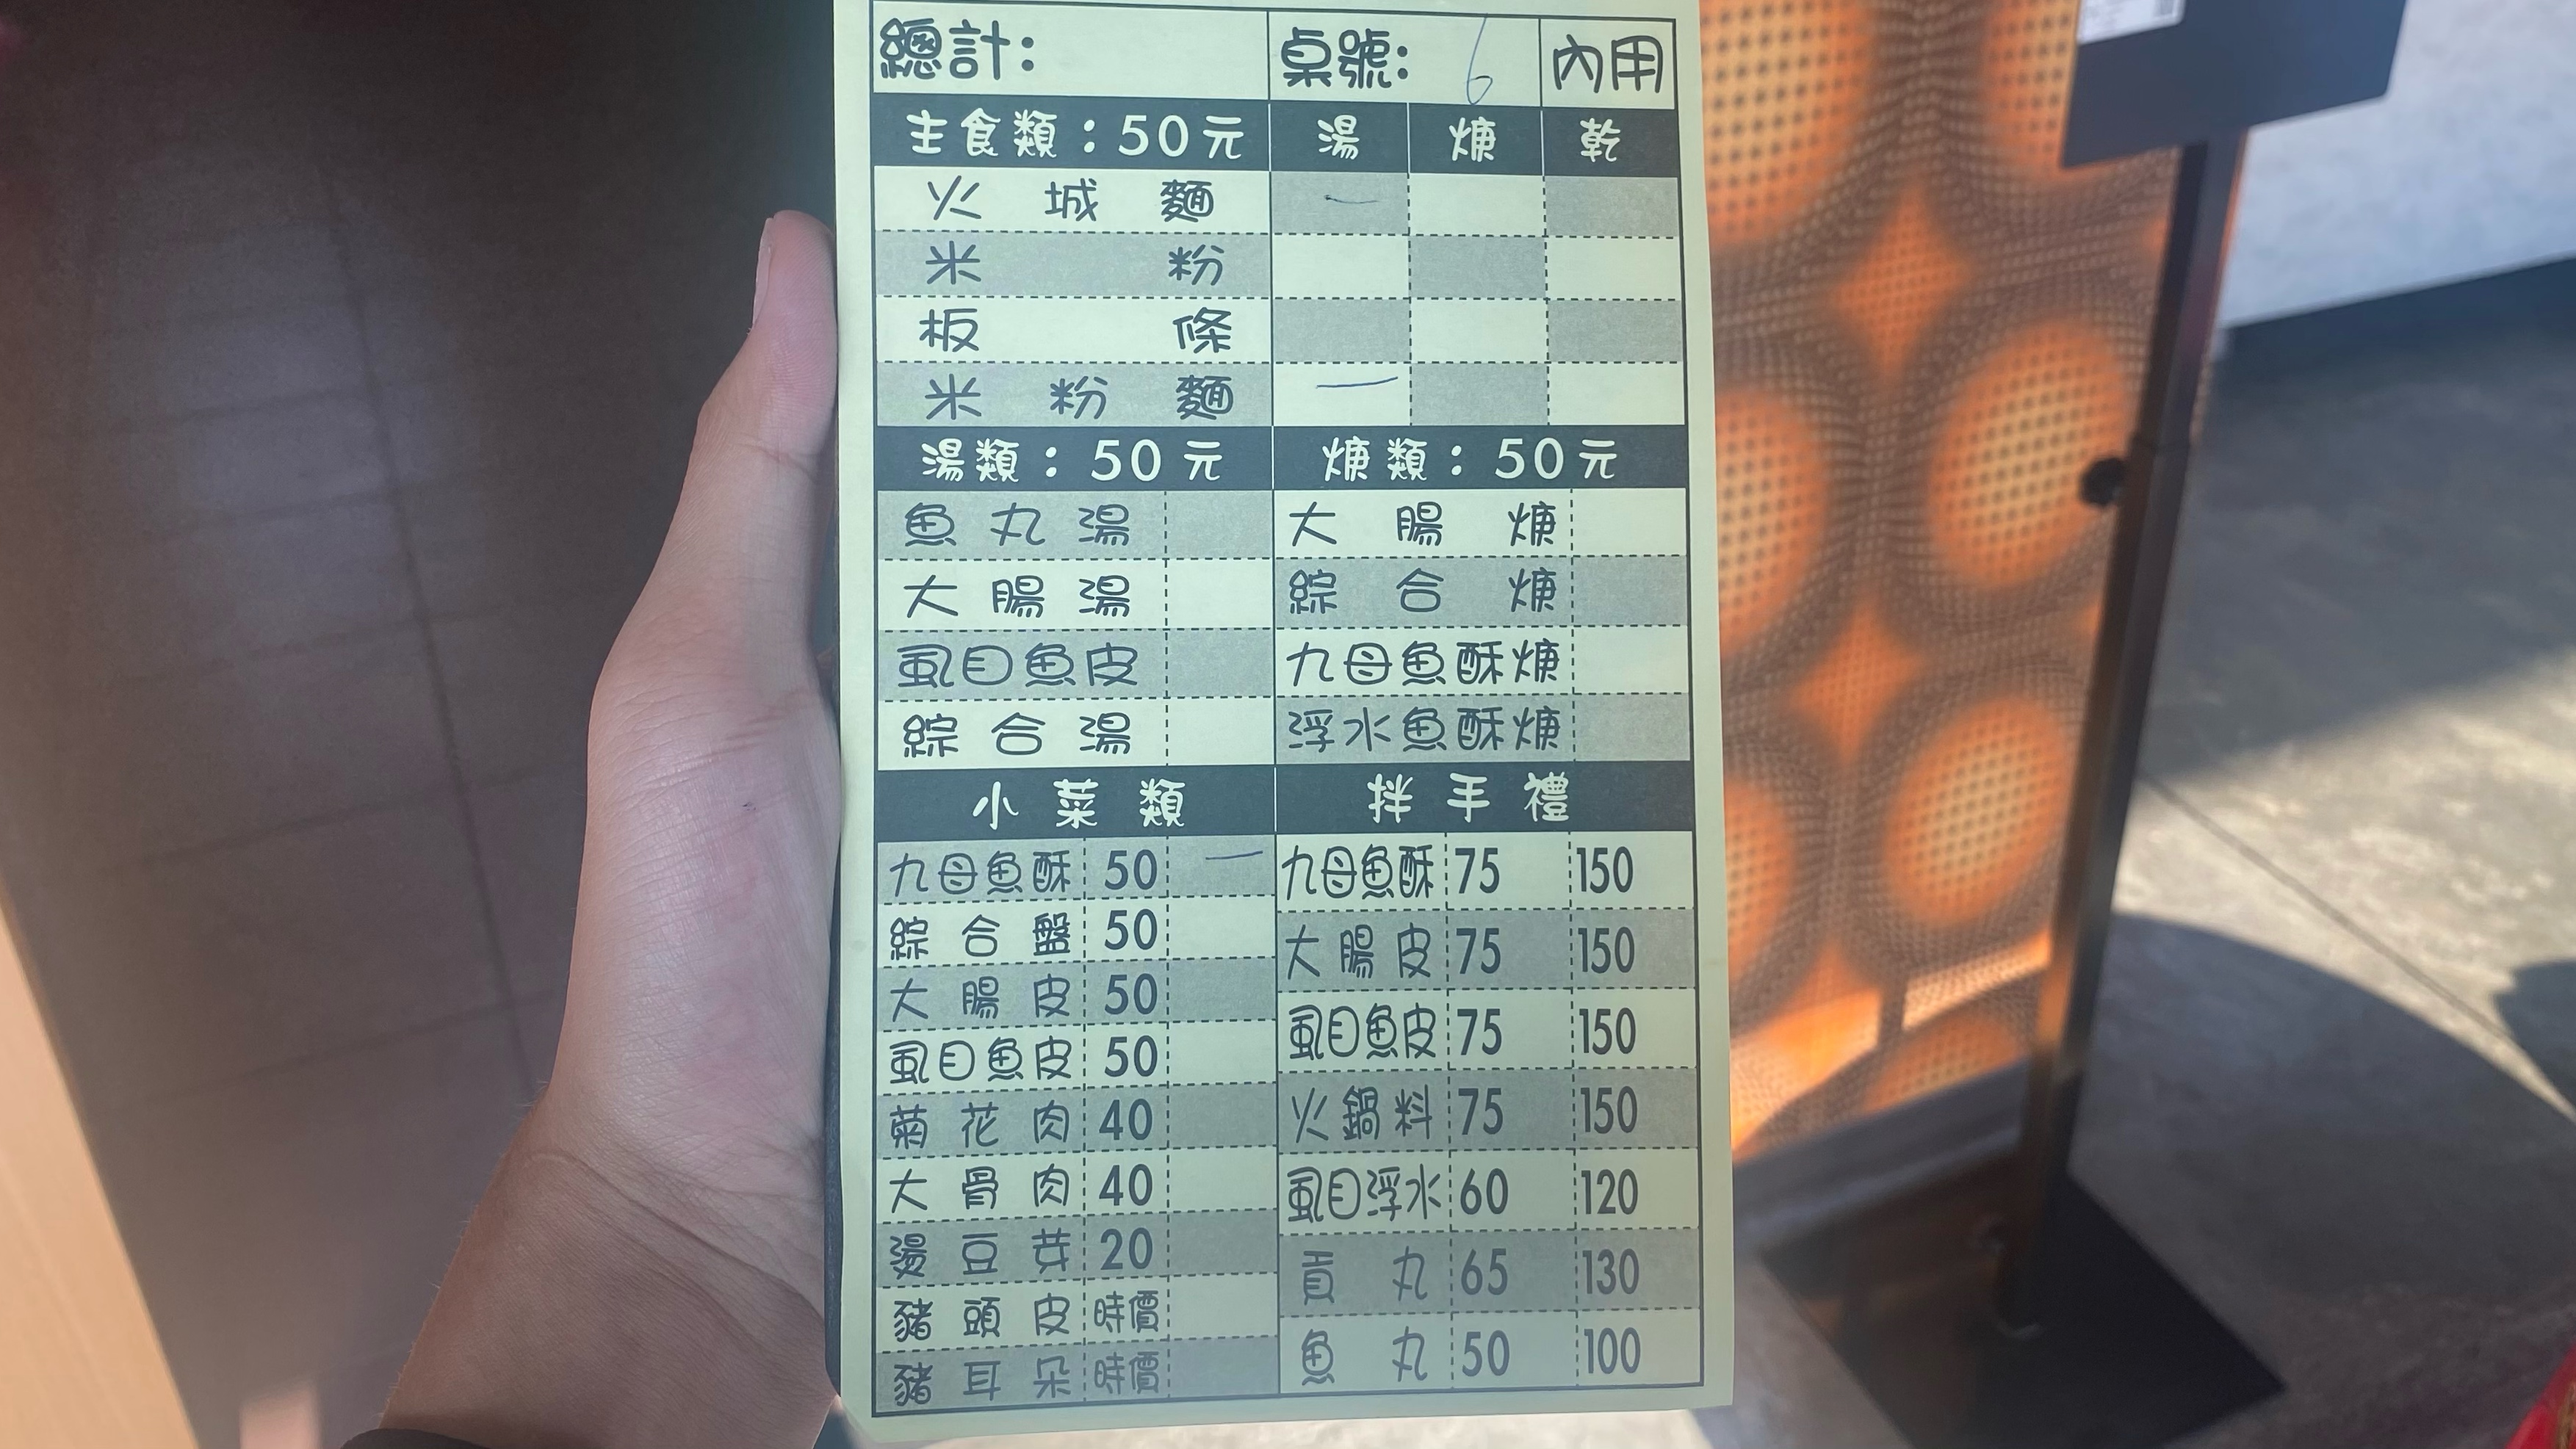 總計： 桌號： 6 內用
主食類：50元 湯 焿 乾
火城麵 一
米粉
板條
米粉麵 一
湯類：50元 焿類：50元
魚丸湯 大腸焿
大腸湯 綜合焿
虱目魚皮 九母魚酥焿
綜合湯 浮水魚酥焿
小菜類 拌手禮
九母魚酥 50 一 九母魚酥 75 150
綜合盤 50 大腸皮 75 150
大腸皮 50 虱目魚皮 75 150
虱目魚皮 50 火鍋料 75 150
菊花肉 40 虱目浮水 60 120
大骨肉 40 貢丸 65 130
燙豆芽 20 魚丸 50 100
豬頭皮 時價
豬耳朵 時價